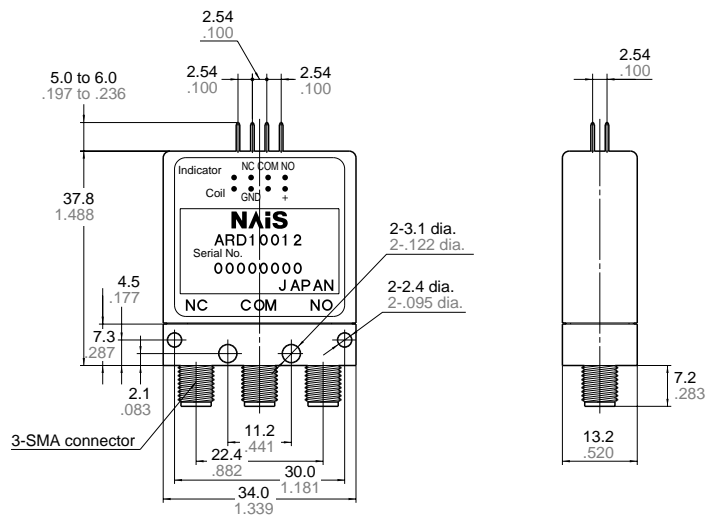 2.54
.100
5.0 to 6.0
.197 to .236
2.54
.100
2.54
.100
2.54
.100
Indicator NC COM NO
Coil GND +
37.8
1.488
NAiS
ARD10012
Serial No.
00000000
JAPAN
NC COM NO
2-3.1 dia.
2-.122 dia.
2-2.4 dia.
2-.095 dia.
4.5
.177
7.3
.287
2.1
.083
3-SMA connector
11.2
.441
22.4
.882
30.0
1.181
34.0
1.339
7.2
.283
13.2
.520